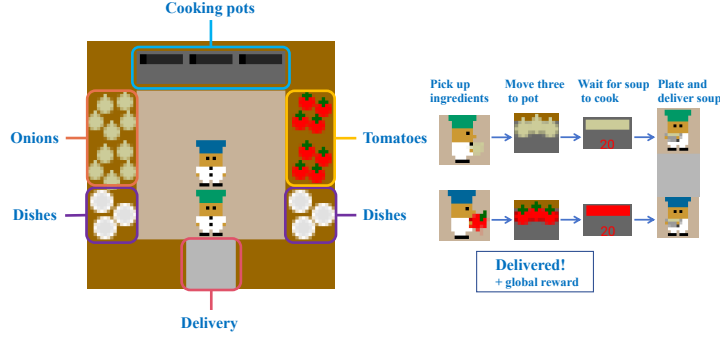 Cooking pots
Onions
Tomatoes
Dishes
Dishes
Delivery
Pick up
ingredients
Move three
to pot
Wait for soup
to cook
Plate and
deliver soup
20
20
Delivered!
+ global reward